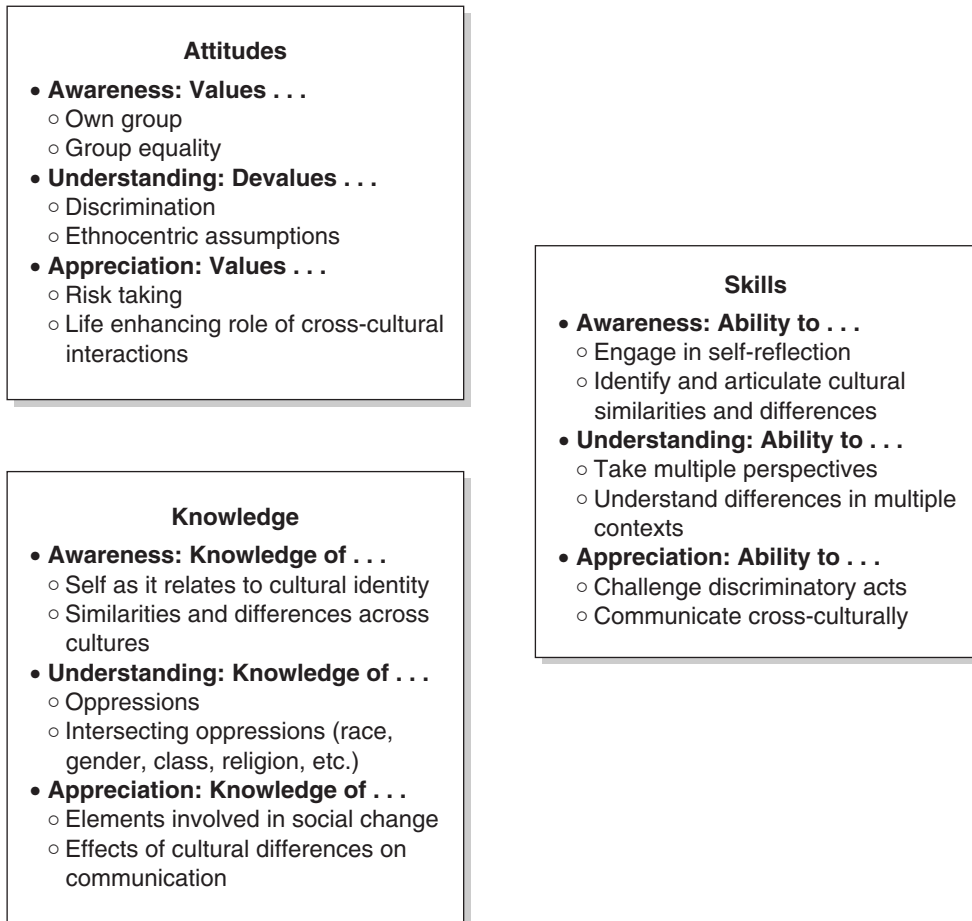 Attitudes
• Awareness: Values . . .
○ Own group
○ Group equality
• Understanding: Devalues . . .
○ Discrimination
○ Ethnocentric assumptions
• Appreciation: Values . . .
○ Risk taking
○ Life enhancing role of cross-cultural
interactions
Knowledge
• Awareness: Knowledge of . . .
○ Self as it relates to cultural identity
○ Similarities and differences across
cultures
• Understanding: Knowledge of . . .
○ Oppressions
○ Intersecting oppressions (race,
gender, class, religion, etc.)
• Appreciation: Knowledge of . . .
○ Elements involved in social change
○ Effects of cultural differences on
communication
Skills
• Awareness: Ability to . . .
○ Engage in self-reflection
○ Identify and articulate cultural
similarities and differences
• Understanding: Ability to . . .
○ Take multiple perspectives
○ Understand differences in multiple
contexts
• Appreciation: Ability to . . .
○ Challenge discriminatory acts
○ Communicate cross-culturally